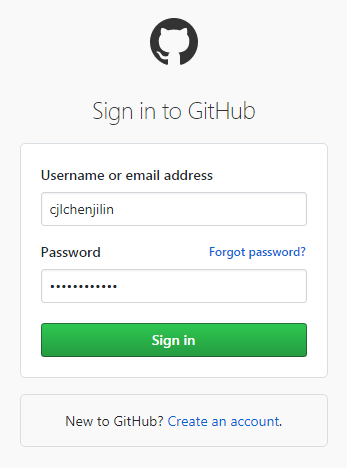 Sign in to GitHub
Username or email address
cjlchenjilin
Password Forgot password?
••••••••••••
Sign in
New to GitHub? Create an account.